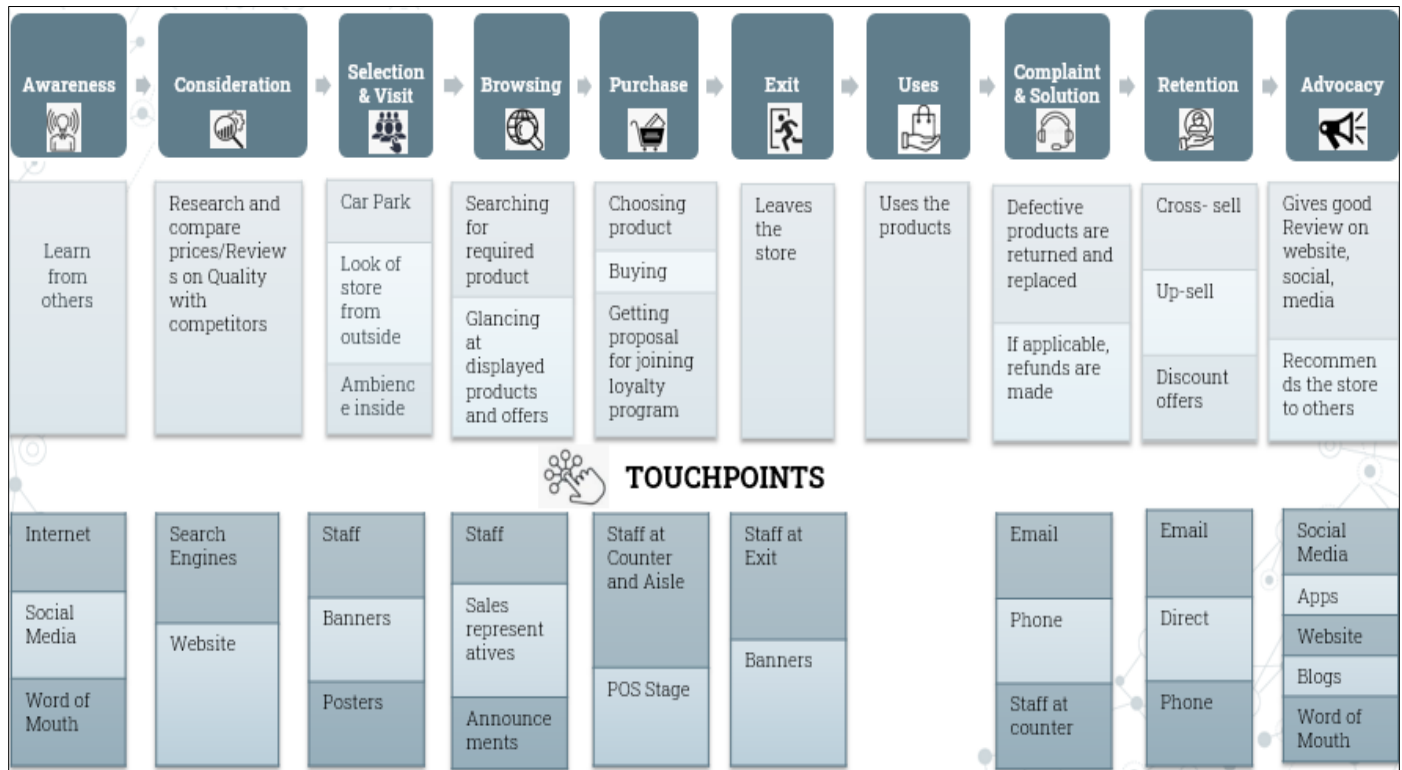 Awareness
Consideration
Selection
& Visit
Browsing
Purchase
Exit
Uses
Complaint
& Solution
Retention
Advocacy
Learn
from
others
Research and
compare
prices/Review
s on Quality
with
competitors
Car Park
Look of
store
from
outside
Ambienc
e inside
Searching
for
required
product
Glancing
at
displayed
products
and offers
Choosing
product
Buying
Getting
proposal
for joining
loyalty
program
Leaves
the
store
Uses the
products
Defective
products are
returned and
replaced
If applicable,
refunds are
made
Cross- sell
Up-sell
Discount
offers
Gives good
Review on
website,
social,
media
Recommen
ds the store
to others
TOUCHPOINTS
Internet
Social
Media
Word of
Mouth
Search
Engines
Website
Staff
Banners
Posters
Staff
Sales
represent
atives
Announce
ments
Staff at
Counter
and Aisle
POS Stage
Staff at
Exit
Banners
Email
Phone
Staff at
counter
Email
Direct
Phone
Social
Media
Apps
Website
Blogs
Word of
Mouth